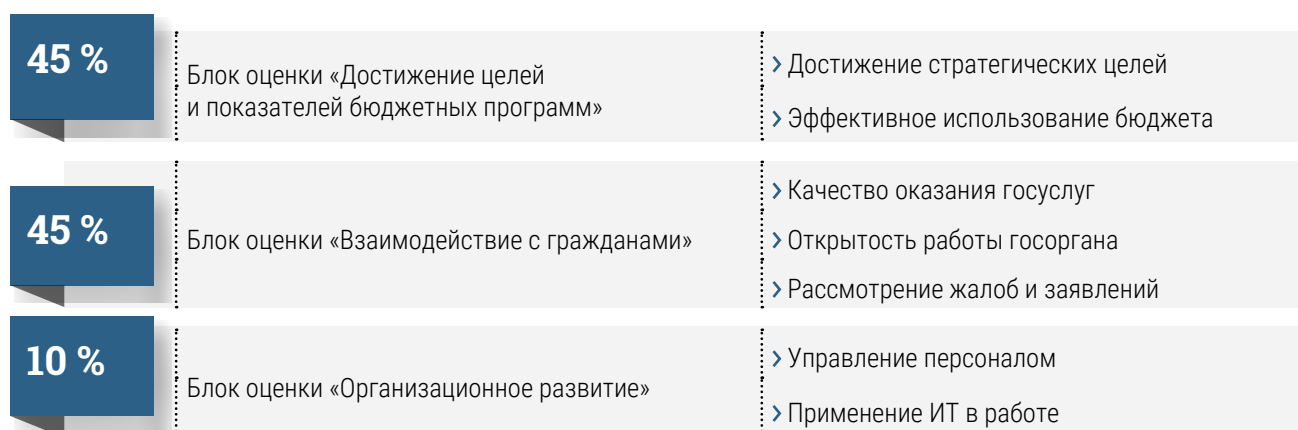 45 %
Блок оценки «Достижение целей
и показателей бюджетных программ»
› Достижение стратегических целей
› Эффективное использование бюджета
45 %
Блок оценки «Взаимодействие с гражданами»
› Качество оказания госуслуг
› Открытость работы госоргана
› Рассмотрение жалоб и заявлений
10 %
Блок оценки «Организационное развитие»
› Управление персоналом
› Применение ИТ в работе